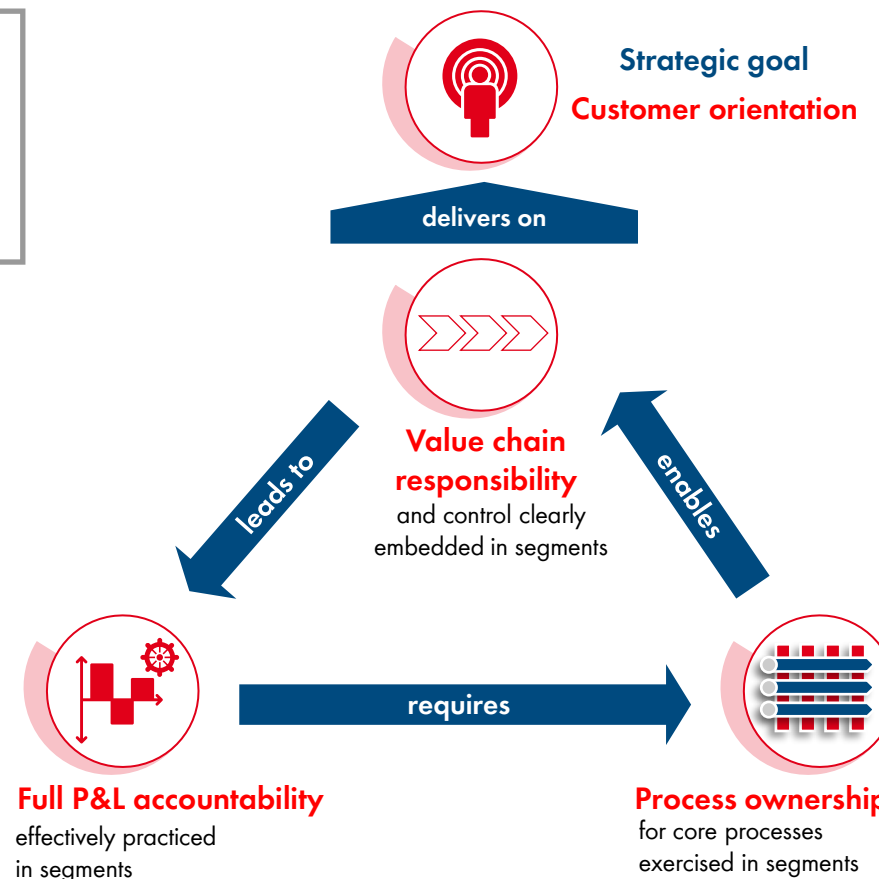 Strategic goal
Customer orientation
delivers on
Value chain
responsibility
and control clearly
embedded in segments
leads to
enables
requires
Full P&L accountability
effectively practiced
in segments
Process ownership
for core processes
exercised in segments